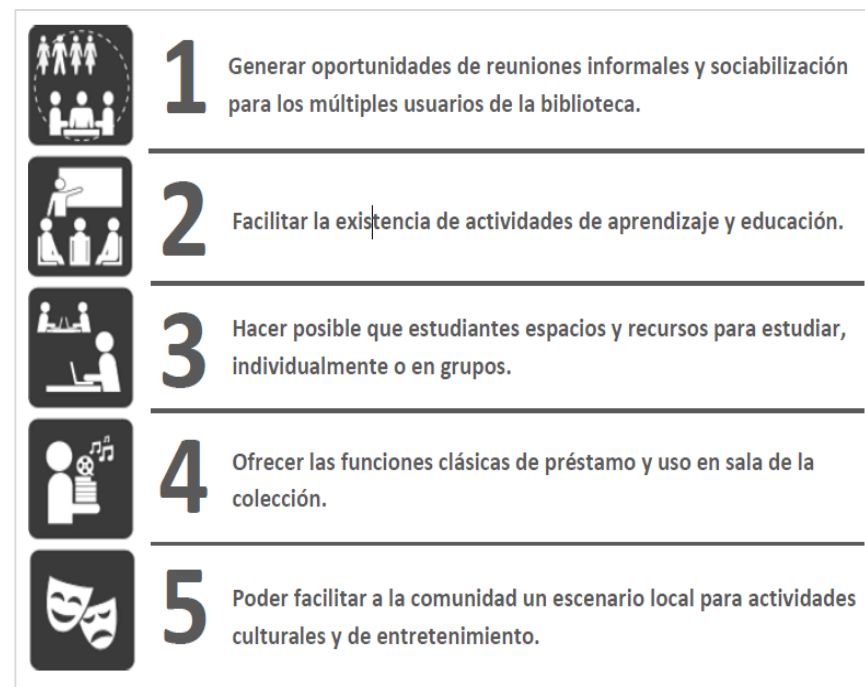 1
Generar oportunidades de reuniones informales y sociabilización
para los múltiples usuarios de la biblioteca.
2
Facilitar la existencia de actividades de aprendizaje y educación.
3
Hacer posible que estudiantes espacios y recursos para estudiar,
individualmente o en grupos.
4
Ofrecer las funciones clásicas de préstamo y uso en sala de la
colección.
5
Poder facilitar a la comunidad un escenario local para actividades
culturales y de entretenimiento.